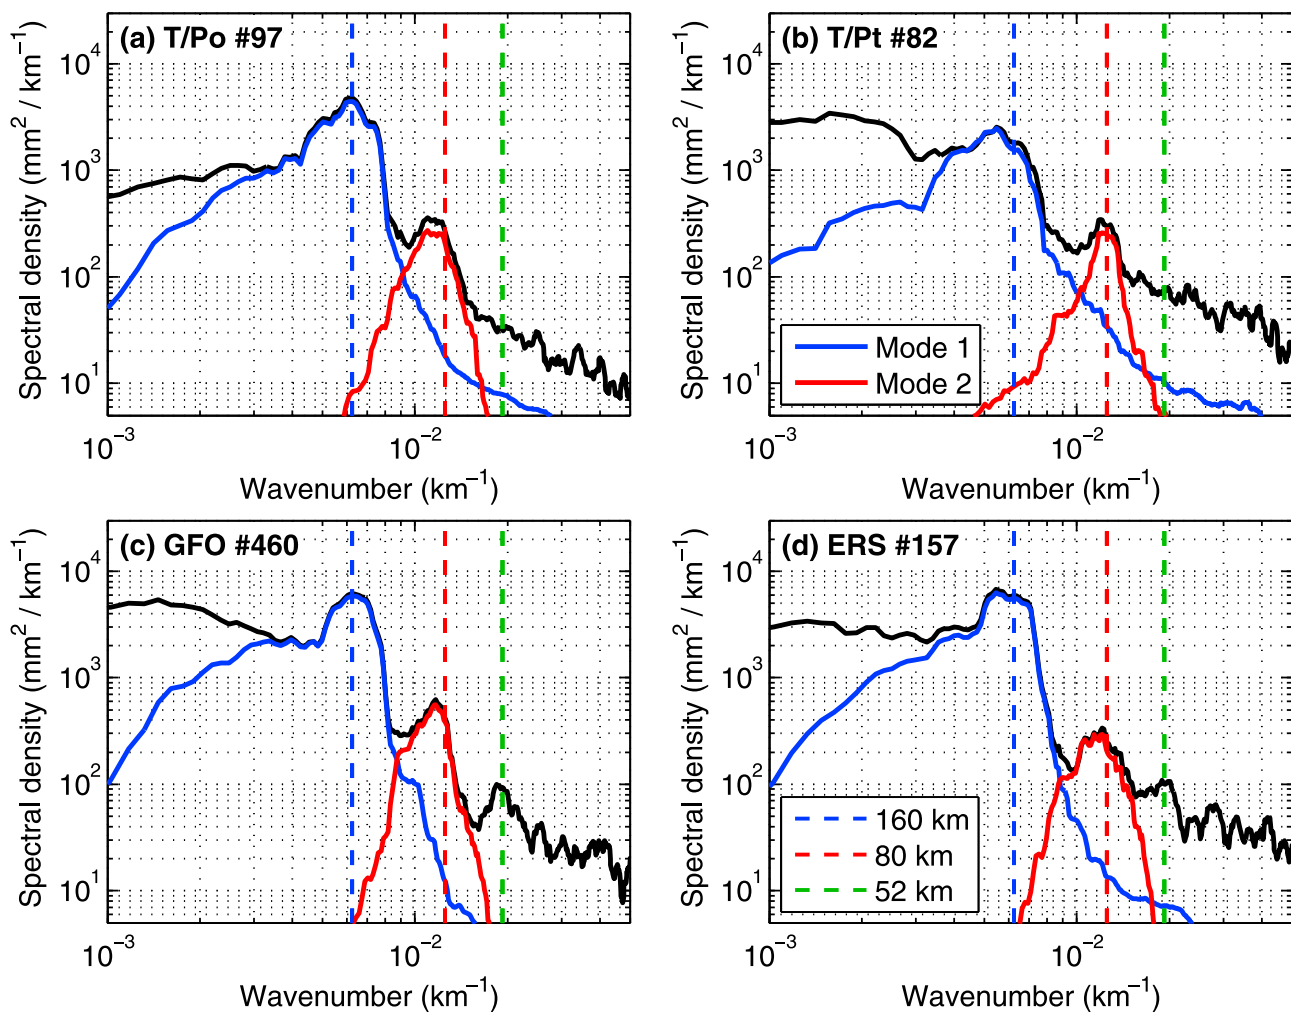 (a) T/Po #97
Spectral density (mm² / km⁻¹)
10⁴
10³
10²
10¹
10⁻³
10⁻²
Wavenumber (km⁻¹)
(b) T/Pt #82
Spectral density (mm² / km⁻¹)
10⁴
10³
10²
10¹
Mode 1
Mode 2
10⁻³
10⁻²
Wavenumber (km⁻¹)
(c) GFO #460
Spectral density (mm² / km⁻¹)
10⁴
10³
10²
10¹
10⁻³
10⁻²
Wavenumber (km⁻¹)
(d) ERS #157
Spectral density (mm² / km⁻¹)
10⁴
10³
10²
10¹
160 km
80 km
52 km
10⁻³
10⁻²
Wavenumber (km⁻¹)